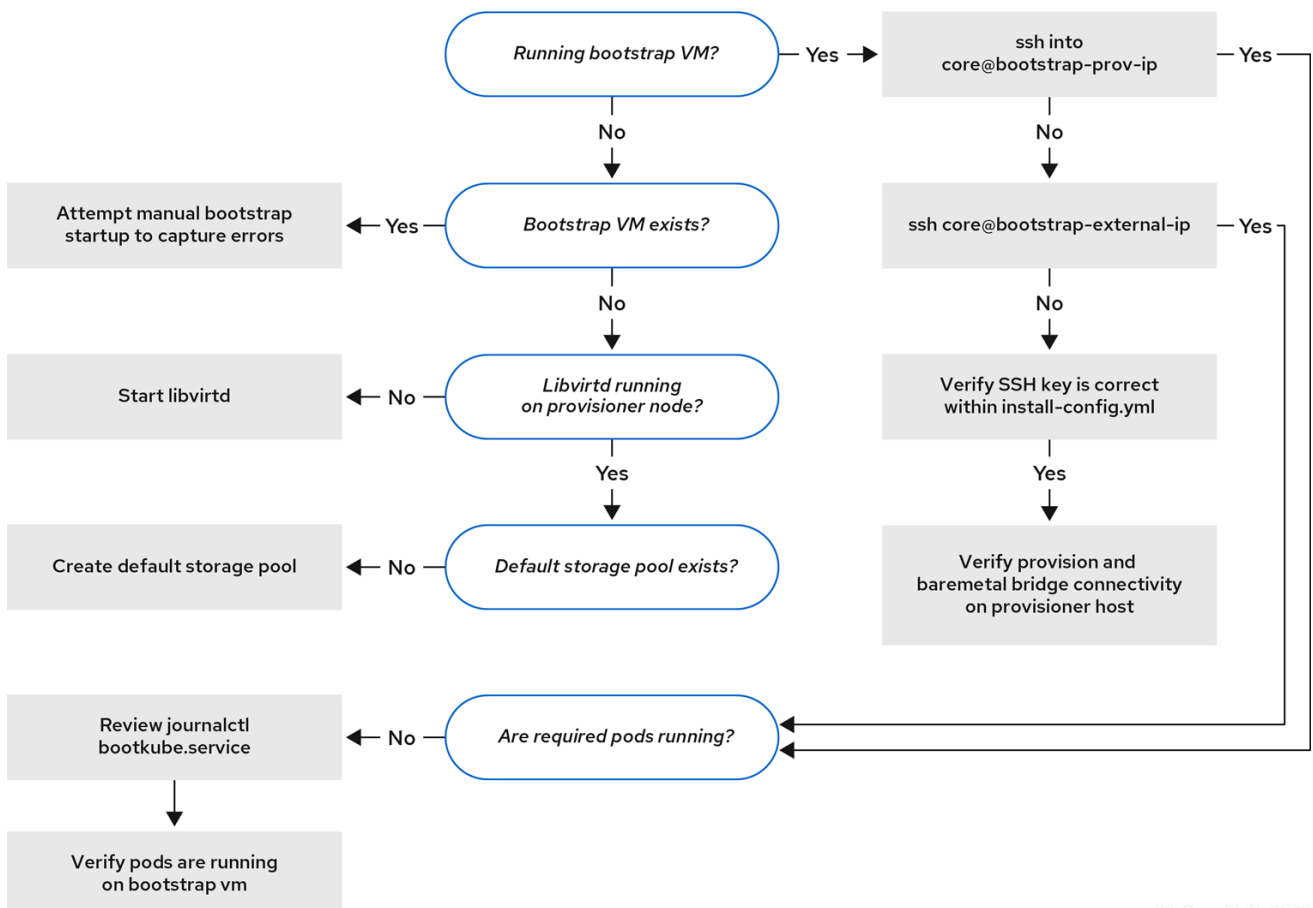 Running bootstrap VM?
Yes
ssh into
core@bootstrap-prov-ip
Yes
No
No
Attempt manual bootstrap
startup to capture errors
Yes
Bootstrap VM exists?
ssh core@bootstrap-external-ip
Yes
No
No
Start libvirtd
No
Libvirtd running
on provisioner node?
Verify SSH key is correct
within install-config.yml
Yes
Yes
Create default storage pool
No
Default storage pool exists?
Verify provision and
baremetal bridge connectivity
on provisioner host
Review journalctl
bootkube.service
No
Are required pods running?
Verify pods are running
on bootstrap vm